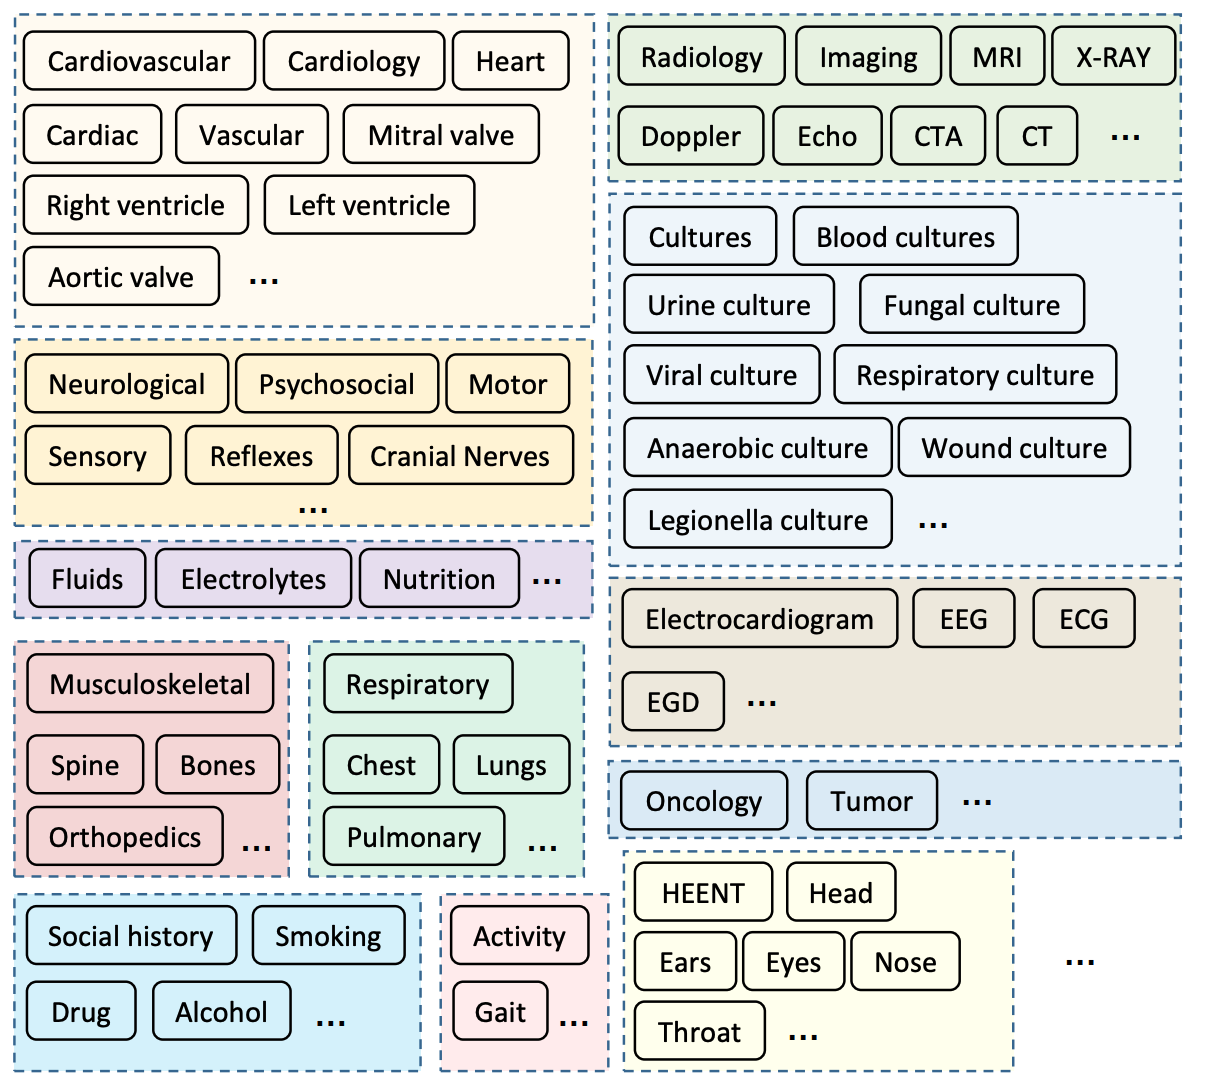 Cardiovascular Cardiology Heart
Cardiac Vascular Mitral valve
Right ventricle Left ventricle
Aortic valve ...
Radiology Imaging MRI X-RAY
Doppler Echo CTA CT ...
Neurological Psychosocial Motor
Sensory Reflexes Cranial Nerves
...
Cultures Blood cultures
Urine culture Fungal culture
Viral culture Respiratory culture
Anaerobic culture Wound culture
Legionella culture ...
Fluids Electrolytes Nutrition ...
Electrocardiogram EEG ECG
EGD ...
Musculoskeletal
Spine Bones
Orthopedics ...
Respiratory
Chest Lungs
Pulmonary ...
Oncology Tumor ...
Social history Smoking
Drug Alcohol ...
Activity
Gait ...
HEENT Head
Ears Eyes Nose
Throat ...
...